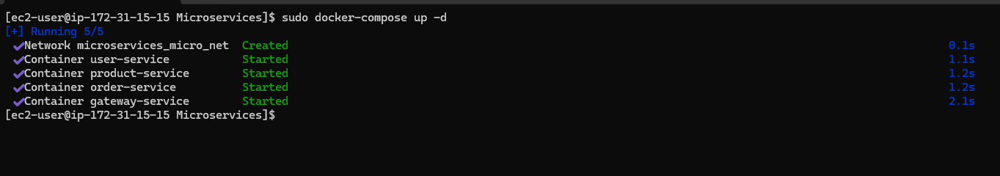 [ec2-user@ip-172-31-15-15 Microservices]$ sudo docker-compose up -d
[+] Running 5/5
✔Network microservices_micro_net  Created  0.1s
✔Container user-service  Started  1.1s
✔Container product-service  Started  1.2s
✔Container order-service  Started  1.2s
✔Container gateway-service  Started  2.1s
[ec2-user@ip-172-31-15-15 Microservices]$